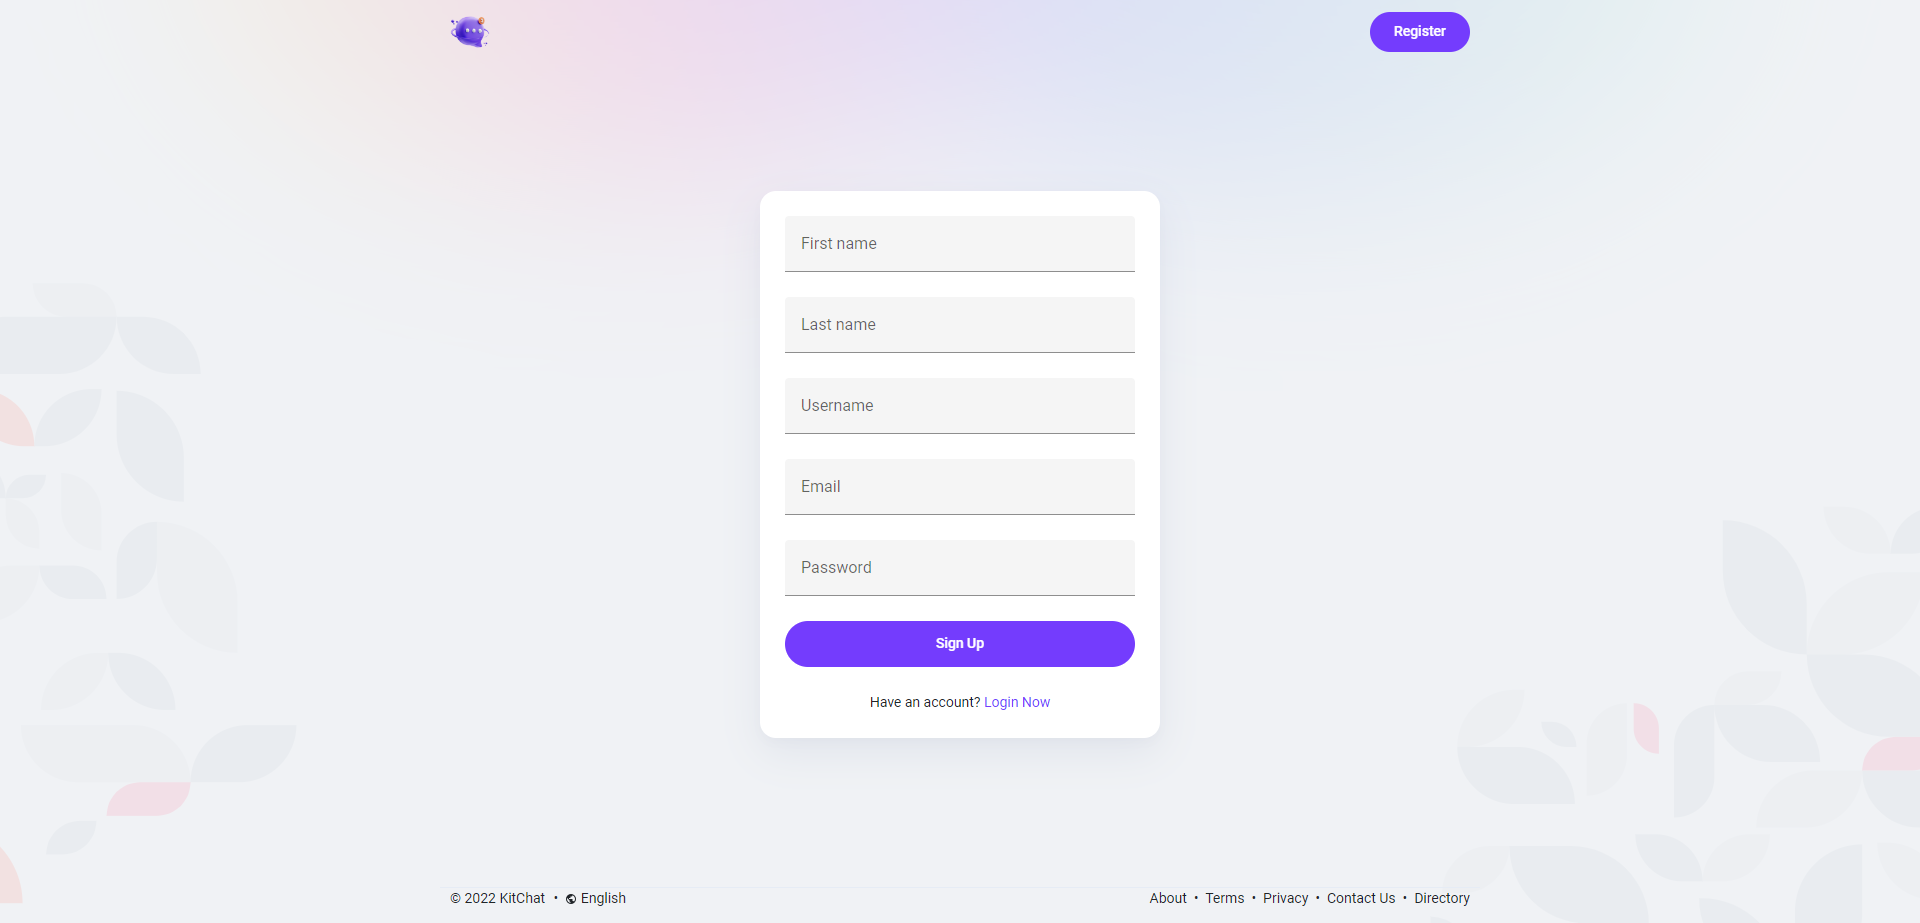 Register
First name
Last name
Username
Email
Password
Sign Up
Have an account? Login Now
© 2022 KitChat • English
About • Terms • Privacy • Contact Us • Directory